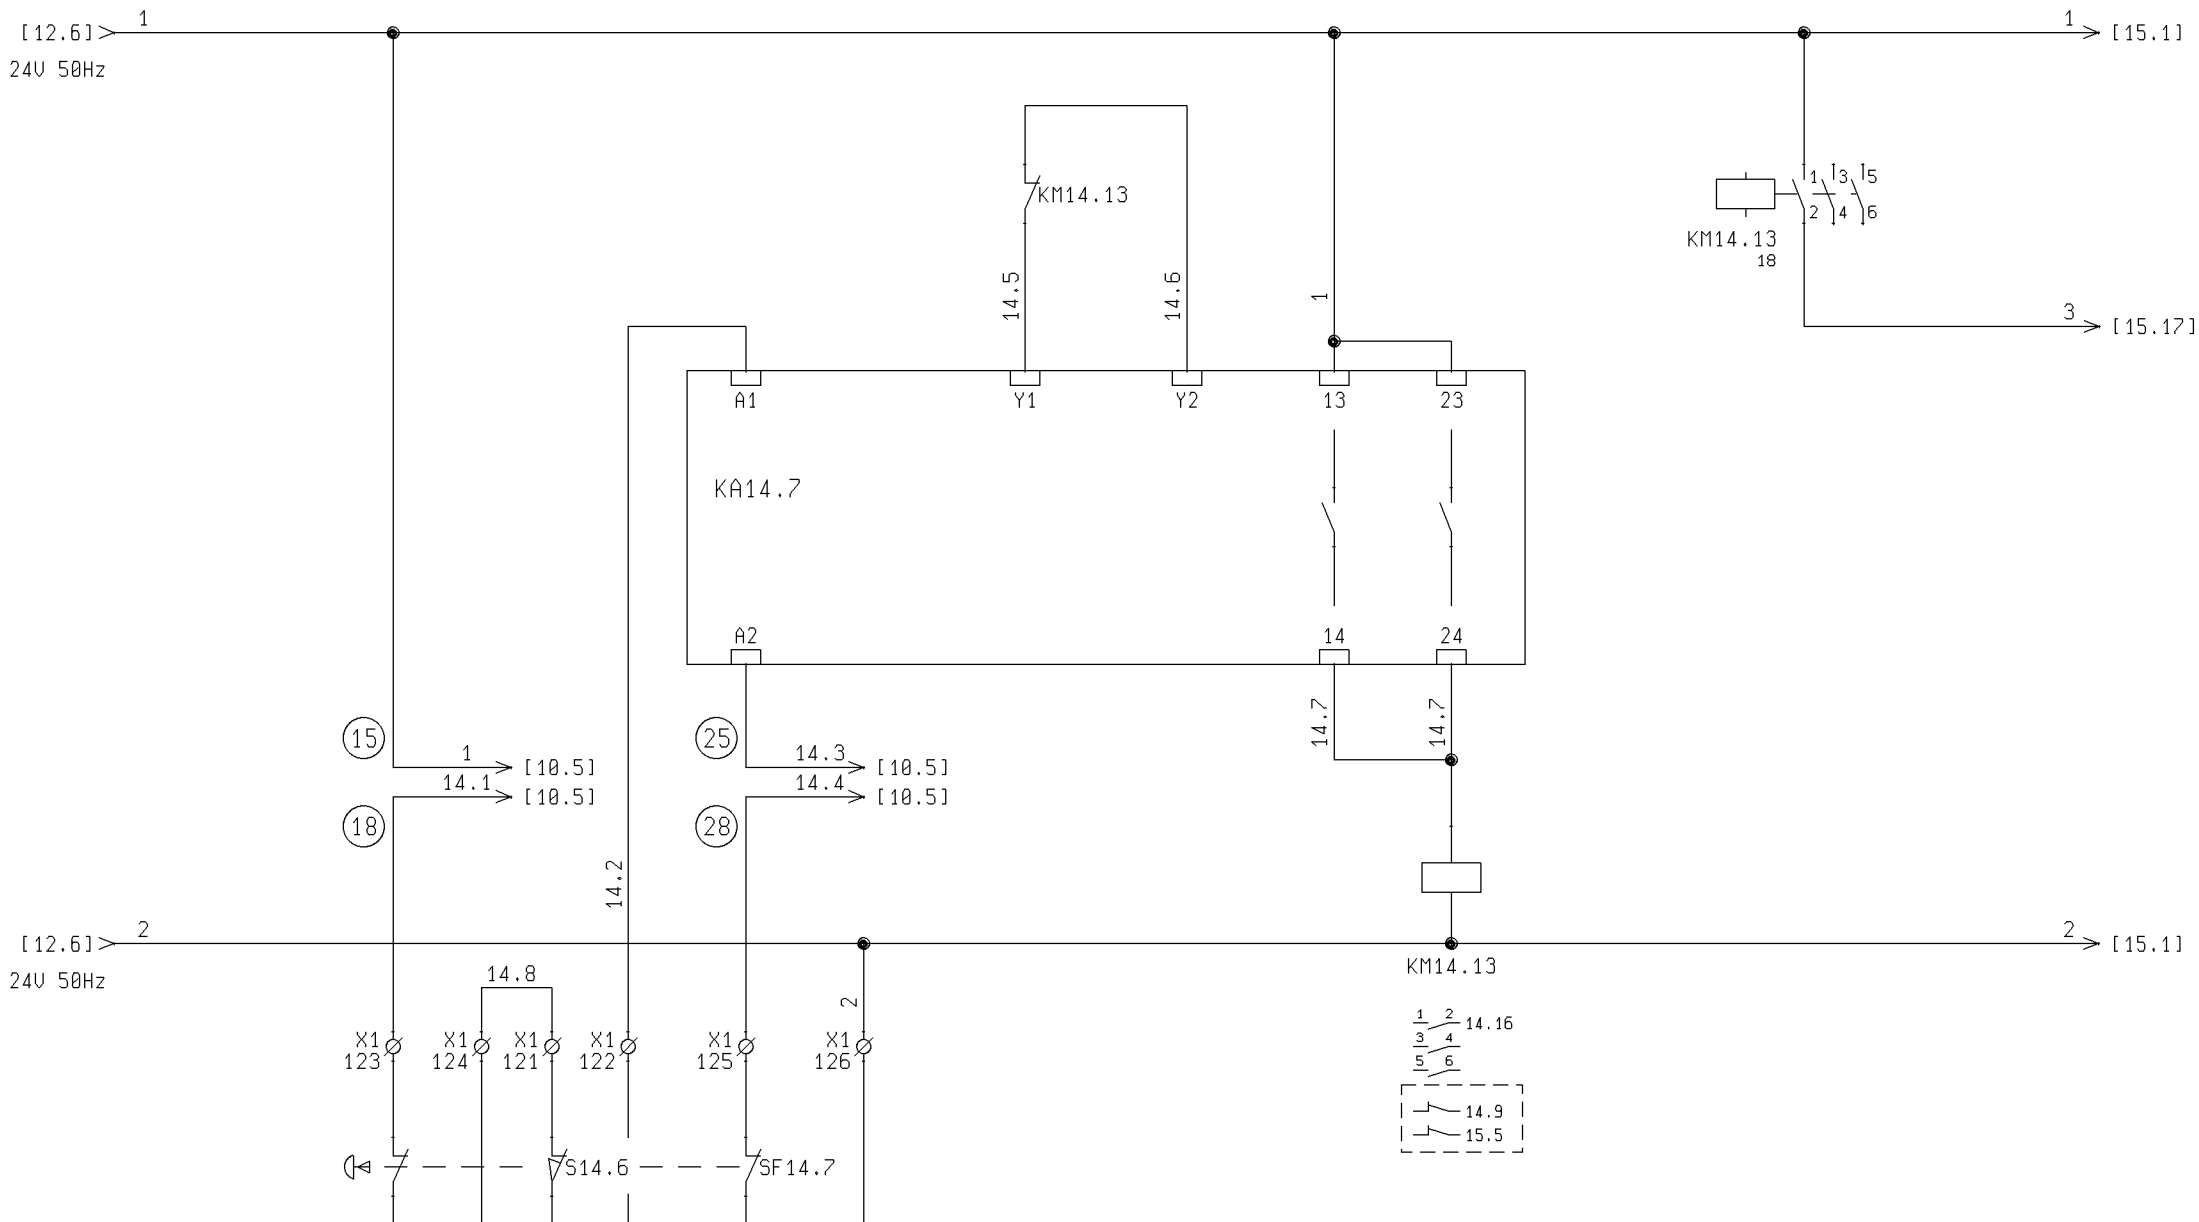 1
1
[12.6]
[15.1]
24V 50Hz
KM14.13
1 3 5
2 4 6
KM14.13
18
14.5
14.6
1
3
[15.17]
A1
Y1
Y2
13
23
KA14.7
A2
14
24
14.7
14.7
15
25
1
[10.5]
14.3
[10.5]
14.1
[10.5]
14.4
[10.5]
18
28
14.2
2
2
[12.6]
[15.1]
24V 50Hz
KM14.13
14.8
2
1 2
14.16
3 4
5 6
X1
123
X1
124
X1
121
X1
122
X1
125
X1
126
14.9
15.5
S14.6
SF14.7